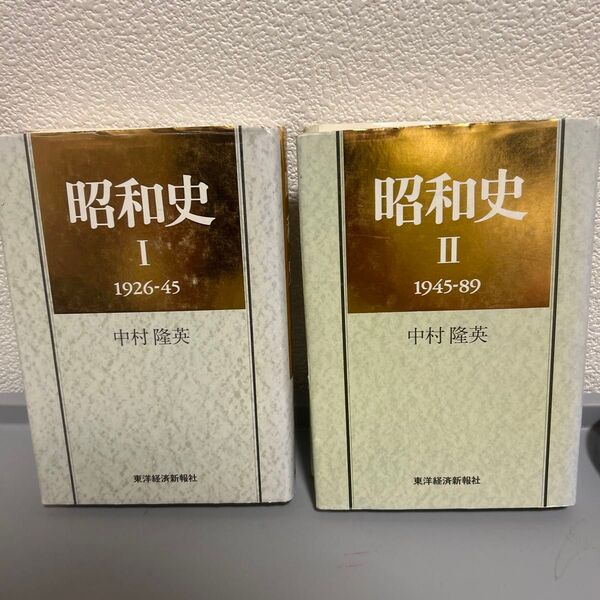 昭和史
I
1926-45
中村隆英
東洋経済新報社
昭和史
II
1945-89
中村隆英
東洋経済新報社